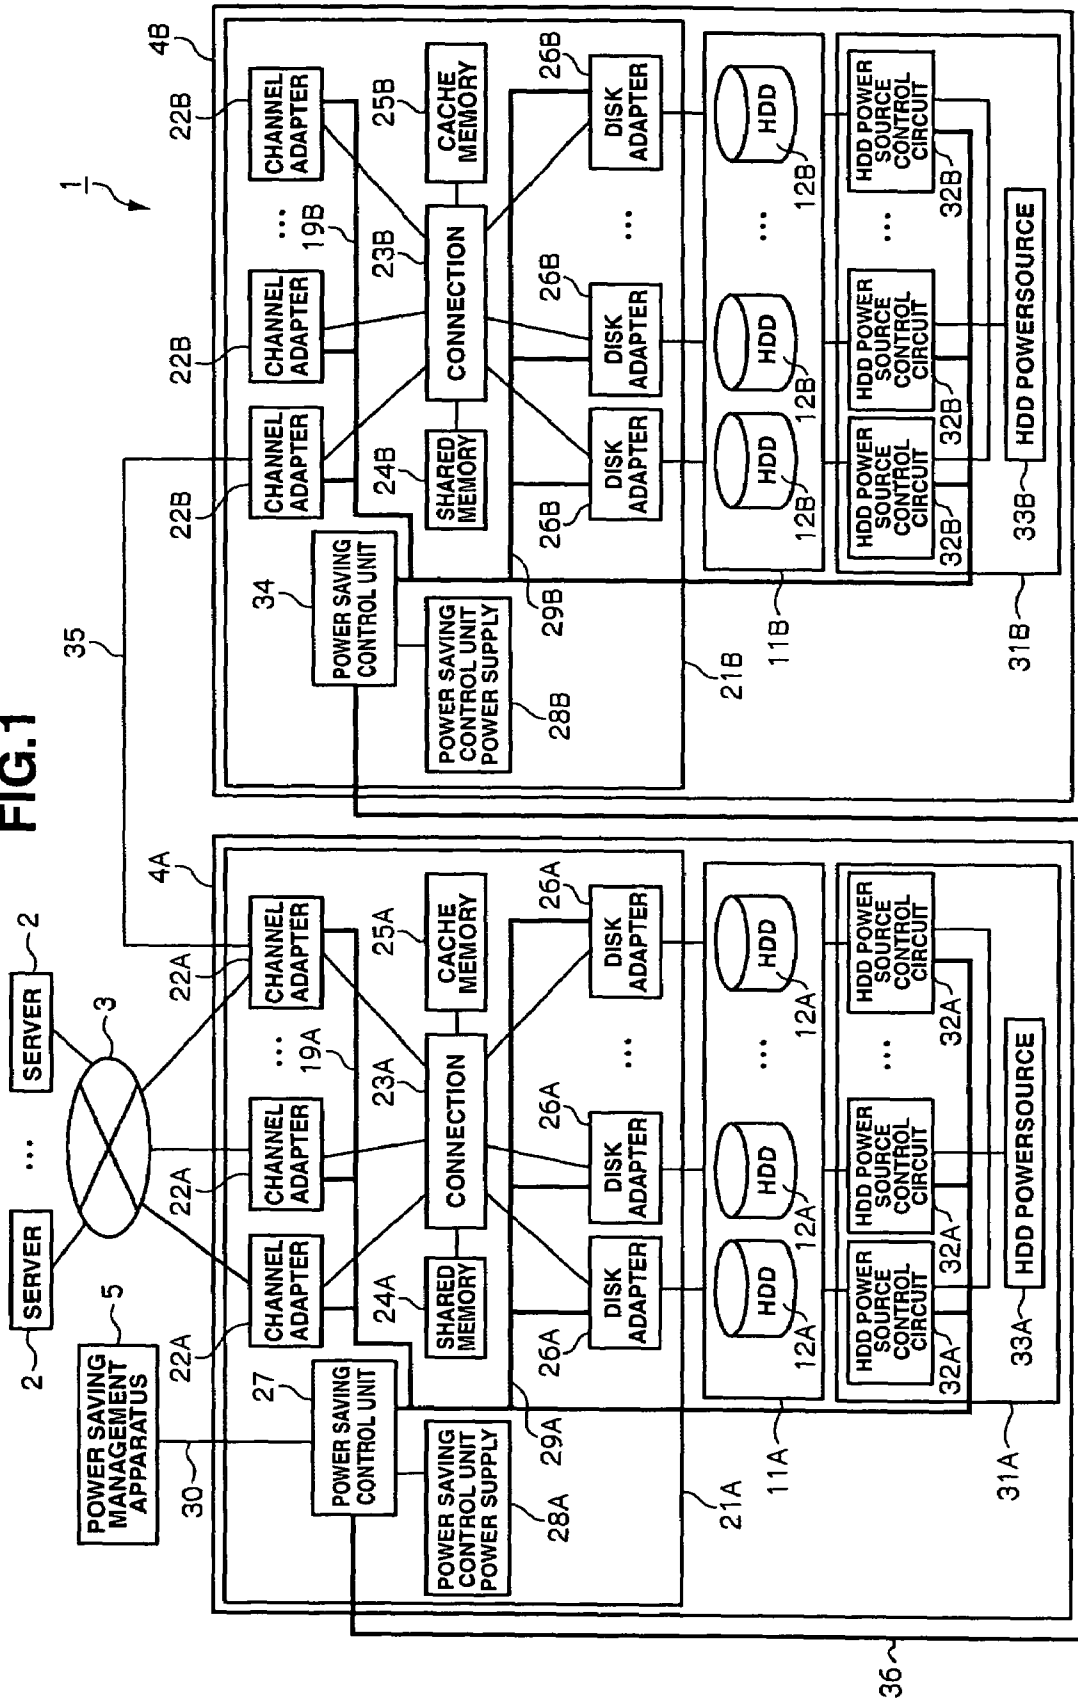 FIG.1
1
SERVER
2
...
SERVER
2
3
POWER SAVING
MANAGEMENT
APPARATUS
5
30
35
36
4A
22A
CHANNEL
ADAPTER
22A
CHANNEL
ADAPTER
...
22A
CHANNEL
ADAPTER
19A
27
POWER SAVING
CONTROL UNIT
24A
SHARED
MEMORY
23A
CONNECTION
25A
CACHE
MEMORY
POWER SAVING
CONTROL UNIT
POWER SUPPLY
28A
29A
26A
DISK
ADAPTER
26A
DISK
ADAPTER
...
26A
DISK
ADAPTER
21A
HDD
12A
HDD
12A
...
HDD
12A
11A
HDD POWER
SOURCE
CONTROL
CIRCUIT
32A
HDD POWER
SOURCE
CONTROL
CIRCUIT
32A
...
HDD POWER
SOURCE
CONTROL
CIRCUIT
32A
HDD POWERSOURCE
33A
31A
4B
22B
CHANNEL
ADAPTER
22B
CHANNEL
ADAPTER
...
22B
CHANNEL
ADAPTER
19B
34
POWER SAVING
CONTROL UNIT
24B
SHARED
MEMORY
23B
CONNECTION
25B
CACHE
MEMORY
POWER SAVING
CONTROL UNIT
POWER SUPPLY
28B
29B
26B
DISK
ADAPTER
26B
DISK
ADAPTER
...
26B
DISK
ADAPTER
21B
HDD
12B
HDD
12B
...
HDD
12B
11B
HDD POWER
SOURCE
CONTROL
CIRCUIT
32B
HDD POWER
SOURCE
CONTROL
CIRCUIT
32B
...
HDD POWER
SOURCE
CONTROL
CIRCUIT
32B
HDD POWERSOURCE
33B
31B